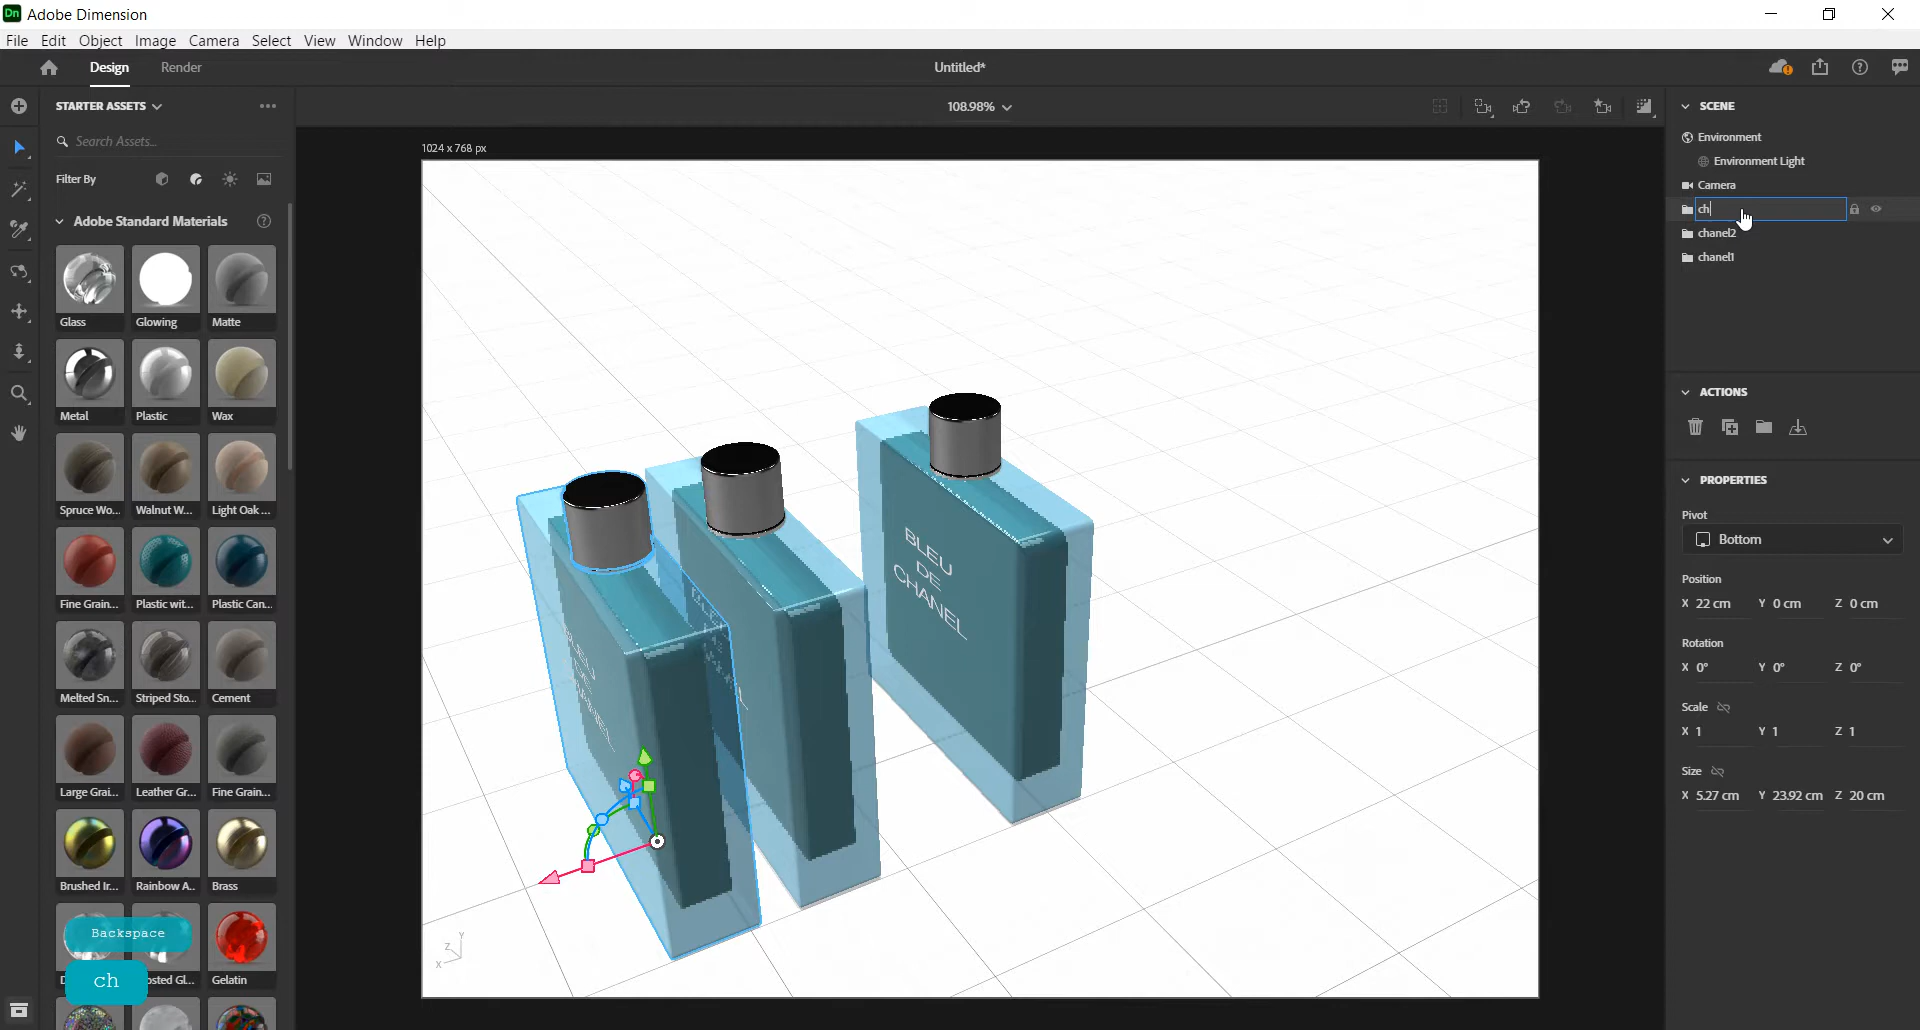 Dn Adobe Dimension
File Edit Object Image Camera Select View Window Help
Design Render Untitled*
STARTER ASSETS
Search Assets...
Filter By
Adobe Standard Materials
Glass Glowing Matte
Metal Plastic Wax
Spruce Wo... Walnut W... Light Oak ...
Fine Grain... Plastic wit... Plastic Can...
Melted Sn... Striped Sto... Cement
Large Grai... Leather Gr... Fine Grain...
Brushed Ir... Rainbow A... Brass
Gelatin
Backspace
ch
108.98%
1024 x 768 px
BLEU
DE
CHANEL
Z
Y
X
SCENE
Environment
Environment Light
Camera
ch
chanel2
chanel1
ACTIONS
PROPERTIES
Pivot
Bottom
Position
X 22 cm Y 0 cm Z 0 cm
Rotation
X 0° Y 0° Z 0°
Scale
X 1 Y 1 Z 1
Size
X 5.27 cm Y 23.92 cm Z 20 cm